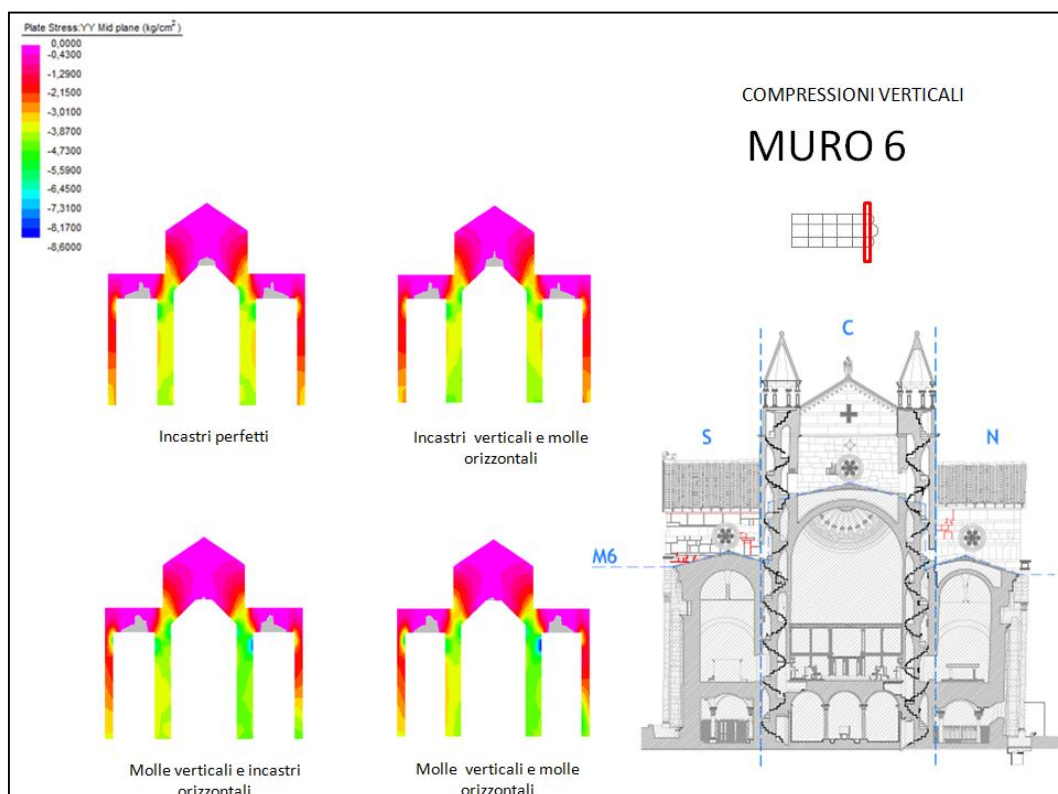 Plate Stress:YY Mid plane (kg/cm²)
0,0000
-0,4300
-1,2900
-2,1500
-3,0100
-3,8700
-4,7300
-5,5900
-6,4500
-7,3100
-8,1700
-8,6000
COMPRESSIONI VERTICALI
MURO 6
Incastri perfetti
Incastri verticali e molle
orizzontali
Molle verticali e incastri
orizzontali
Molle verticali e molle
orizzontali
C
S
N
M6